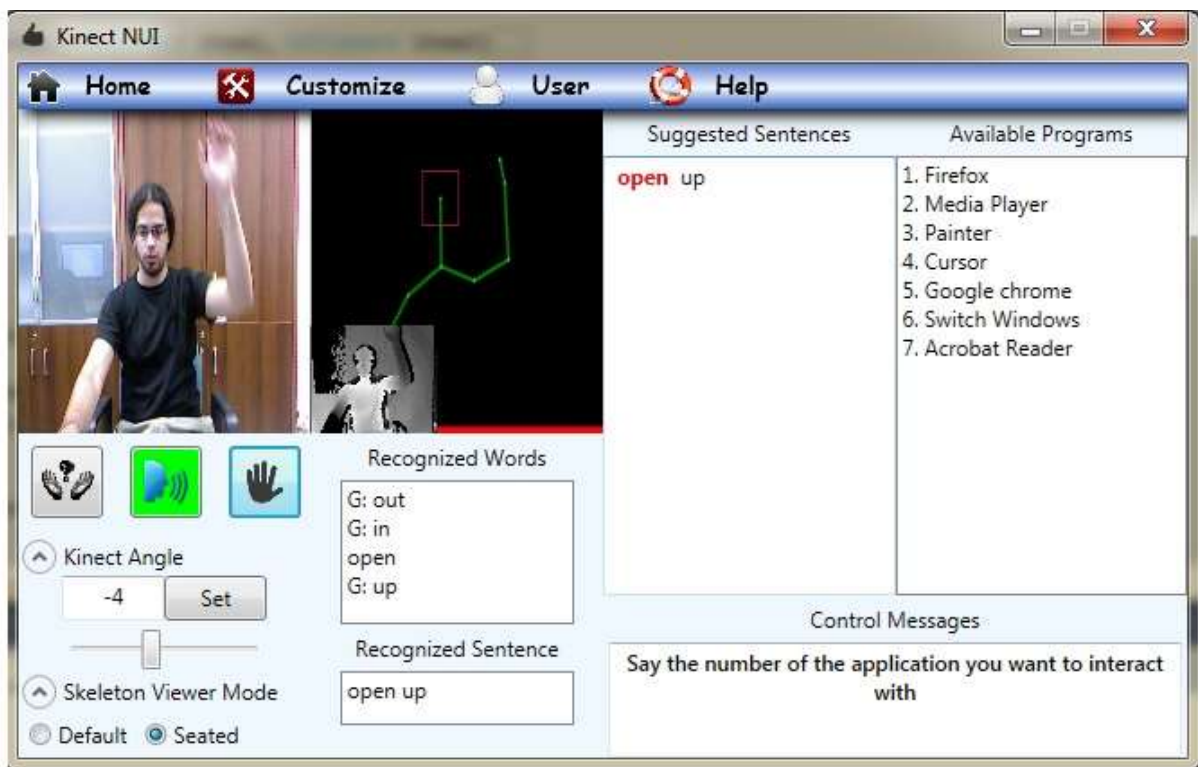 Kinect NUI
Home Customize User Help
Suggested Sentences
open up
Available Programs
1. Firefox
2. Media Player
3. Painter
4. Cursor
5. Google chrome
6. Switch Windows
7. Acrobat Reader
Recognized Words
G: out
G: in
open
G: up
Kinect Angle
-4 Set
Recognized Sentence
open up
Skeleton Viewer Mode
Default Seated
Control Messages
Say the number of the application you want to interact
with